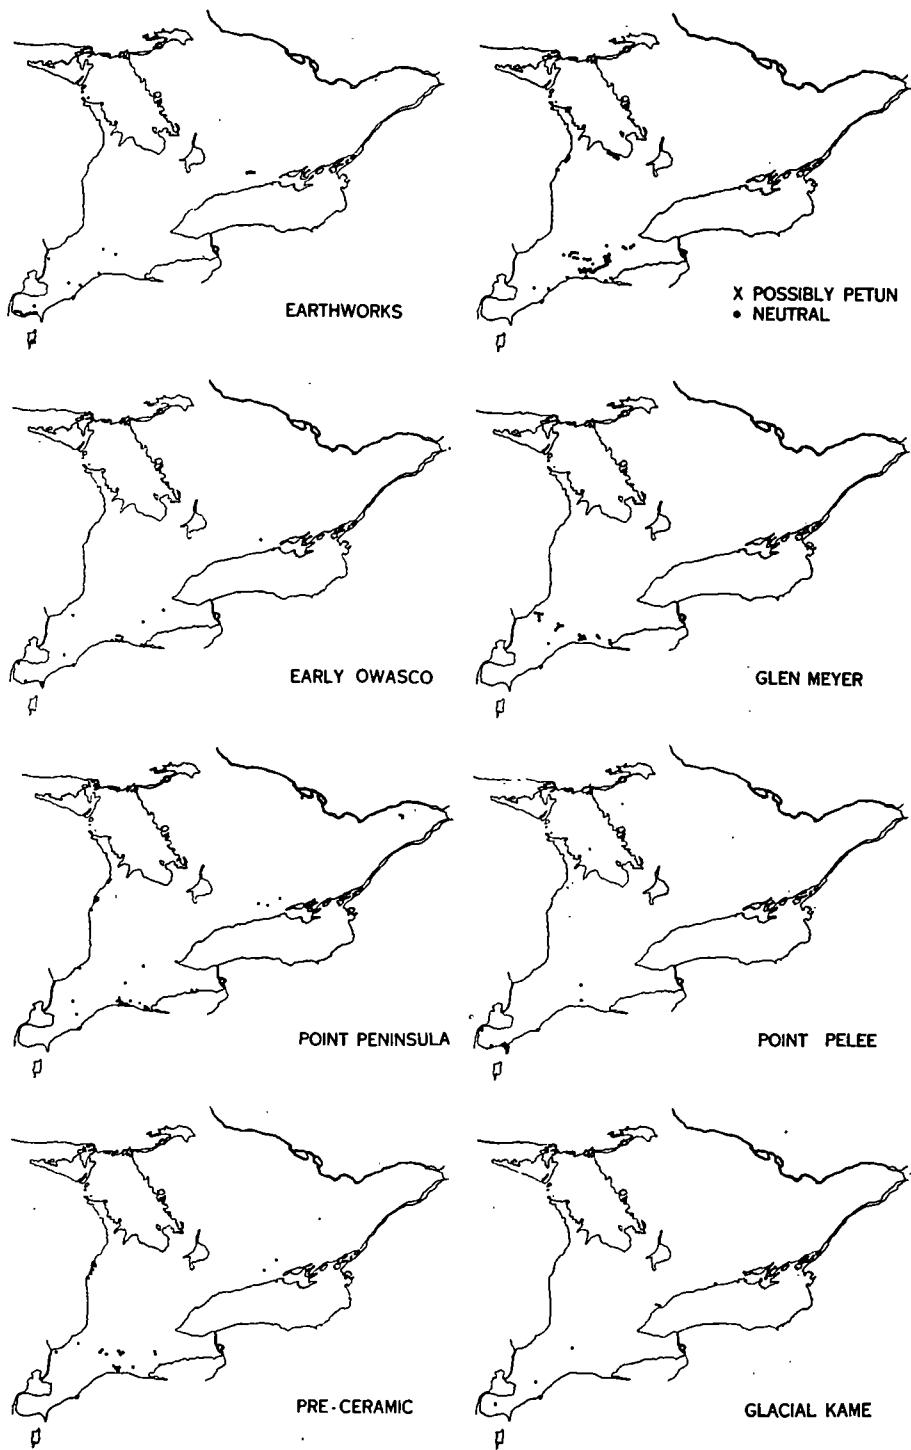 EARTHWORKS
X POSSIBLY PETUN
• NEUTRAL
EARLY OWASCO
GLEN MEYER
POINT PENINSULA
POINT PELEE
PRE-CERAMIC
GLACIAL KAME